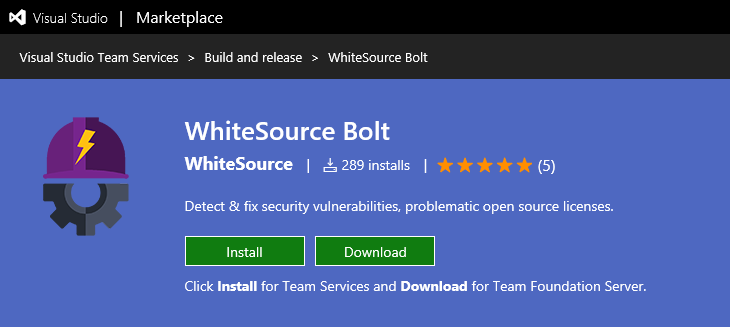 Visual Studio | Marketplace
Visual Studio Team Services > Build and release > WhiteSource Bolt
WhiteSource Bolt
WhiteSource | 289 installs | (5)
Detect & fix security vulnerabilities, problematic open source licenses.
Install Download
Click Install for Team Services and Download for Team Foundation Server.